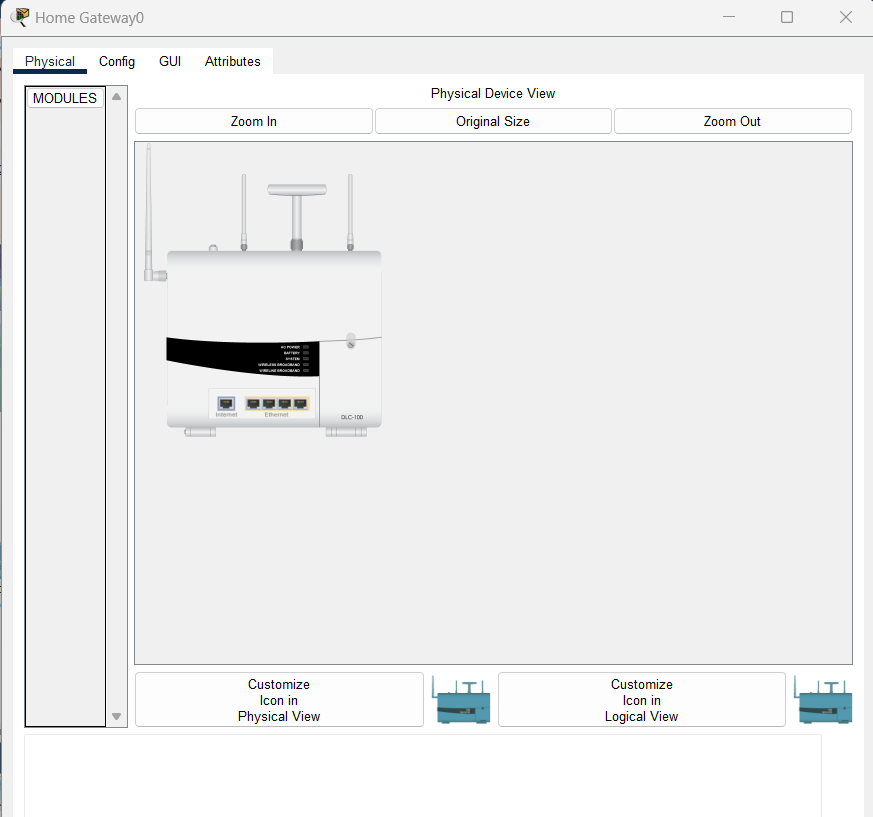 Home Gateway0
Physical Config GUI Attributes
MODULES
Physical Device View
Zoom In Original Size Zoom Out
AC POWER
BATTERY
SYSTEM
WIRELESS BROADBAND
WIRELINE BROADBAND
Internet Ethernet
DLC-100
Customize
Icon in
Physical View
Customize
Icon in
Logical View